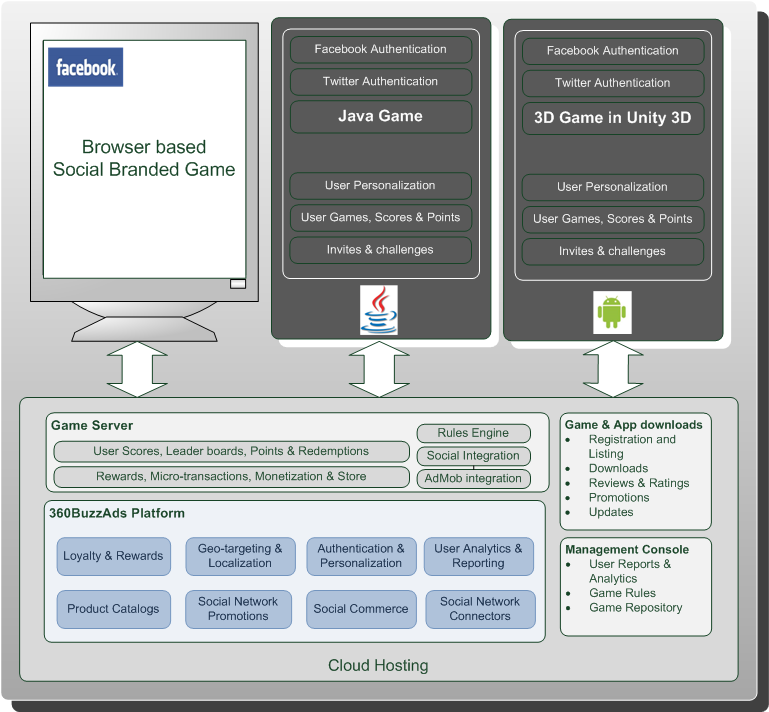 facebook
Browser based
Social Branded Game
Facebook Authentication
Twitter Authentication
Java Game
User Personalization
User Games, Scores & Points
Invites & challenges
Facebook Authentication
Twitter Authentication
3D Game in Unity 3D
User Personalization
User Games, Scores & Points
Invites & challenges
Game Server
User Scores, Leader boards, Points & Redemptions
Rewards, Micro-transactions, Monetization & Store
Rules Engine
Social Integration
AdMob integration
360BuzzAds Platform
Loyalty & Rewards
Geo-targeting &
Localization
Authentication &
Personalization
User Analytics &
Reporting
Product Catalogs
Social Network
Promotions
Social Commerce
Social Network
Connectors
Game & App downloads
• Registration and
Listing
• Downloads
• Reviews & Ratings
• Promotions
• Updates
Management Console
• User Reports &
Analytics
• Game Rules
• Game Repository
Cloud Hosting